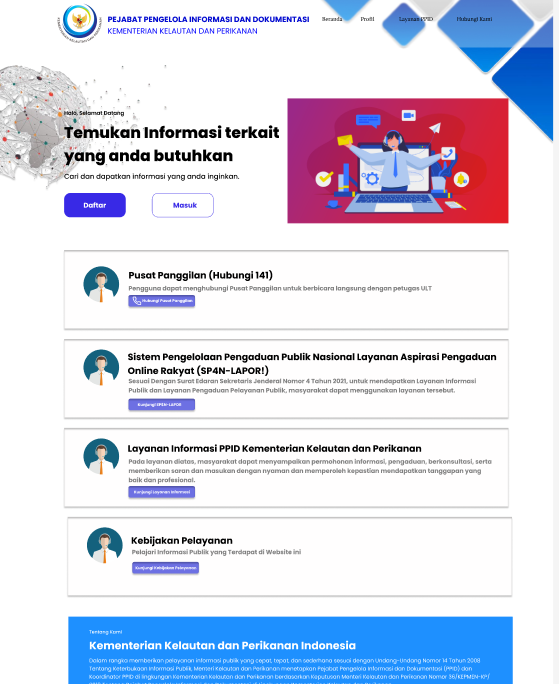 PEJABAT PENGELOLA INFORMASI DAN DOKUMENTASI
KEMENTERIAN KELAUTAN DAN PERIKANAN
Beranda Profil Layanan PPID Hubungi Kami
Halo, Selamat Datang
Temukan Informasi terkait
yang anda butuhkan
Cari dan dapatkan informasi yang anda inginkan.
Daftar Masuk
Pusat Panggilan (Hubungi 141)
Pengguna dapat menghubungi Pusat Panggilan untuk berbicara langsung dengan petugas ULT
Hubungi Pusat Panggilan
Sistem Pengelolaan Pengaduan Publik Nasional Layanan Aspirasi Pengaduan
Online Rakyat (SP4N-LAPOR!)
Sesuai Dengan Surat Edaran Sekretaris Jenderal Nomor 4 Tahun 2021, untuk mendapatkan Layanan Informasi
Publik dan Layanan Pengaduan Pelayanan Publik, masyarakat dapat menggunakan layanan tersebut.
Kunjungi SP4N-LAPOR
Layanan Informasi PPID Kementerian Kelautan dan Perikanan
Pada layanan diatas, masyarakat dapat menyampaikan permohonan informasi, pengaduan, berkonsultasi, serta
memberikan saran dan masukan dengan nyaman dan memperoleh kepastian mendapatkan tanggapan yang
baik dan profesional.
Kunjungi Layanan Informasi
Kebijakan Pelayanan
Pelajari Informasi Publik yang Terdapat di Website ini
Kunjungi Kebijakan Pelayanan
Tentang Kami
Kementerian Kelautan dan Perikanan Indonesia
Dalam rangka memberikan pelayanan informasi publik yang cepat, tepat, dan sederhana sesuai dengan Undang-Undang Nomor 14 Tahun 2008
Tentang Keterbukaan Informasi Publik, Menteri Kelautan dan Perikanan menetapkan Pejabat Pengelola Informasi dan Dokumentasi (PPID) dan
Koordinator PPID di lingkungan Kementerian Kelautan dan Perikanan berdasarkan Keputusan Menteri Kelautan dan Perikanan Nomor 36/KEPMEN-KP/